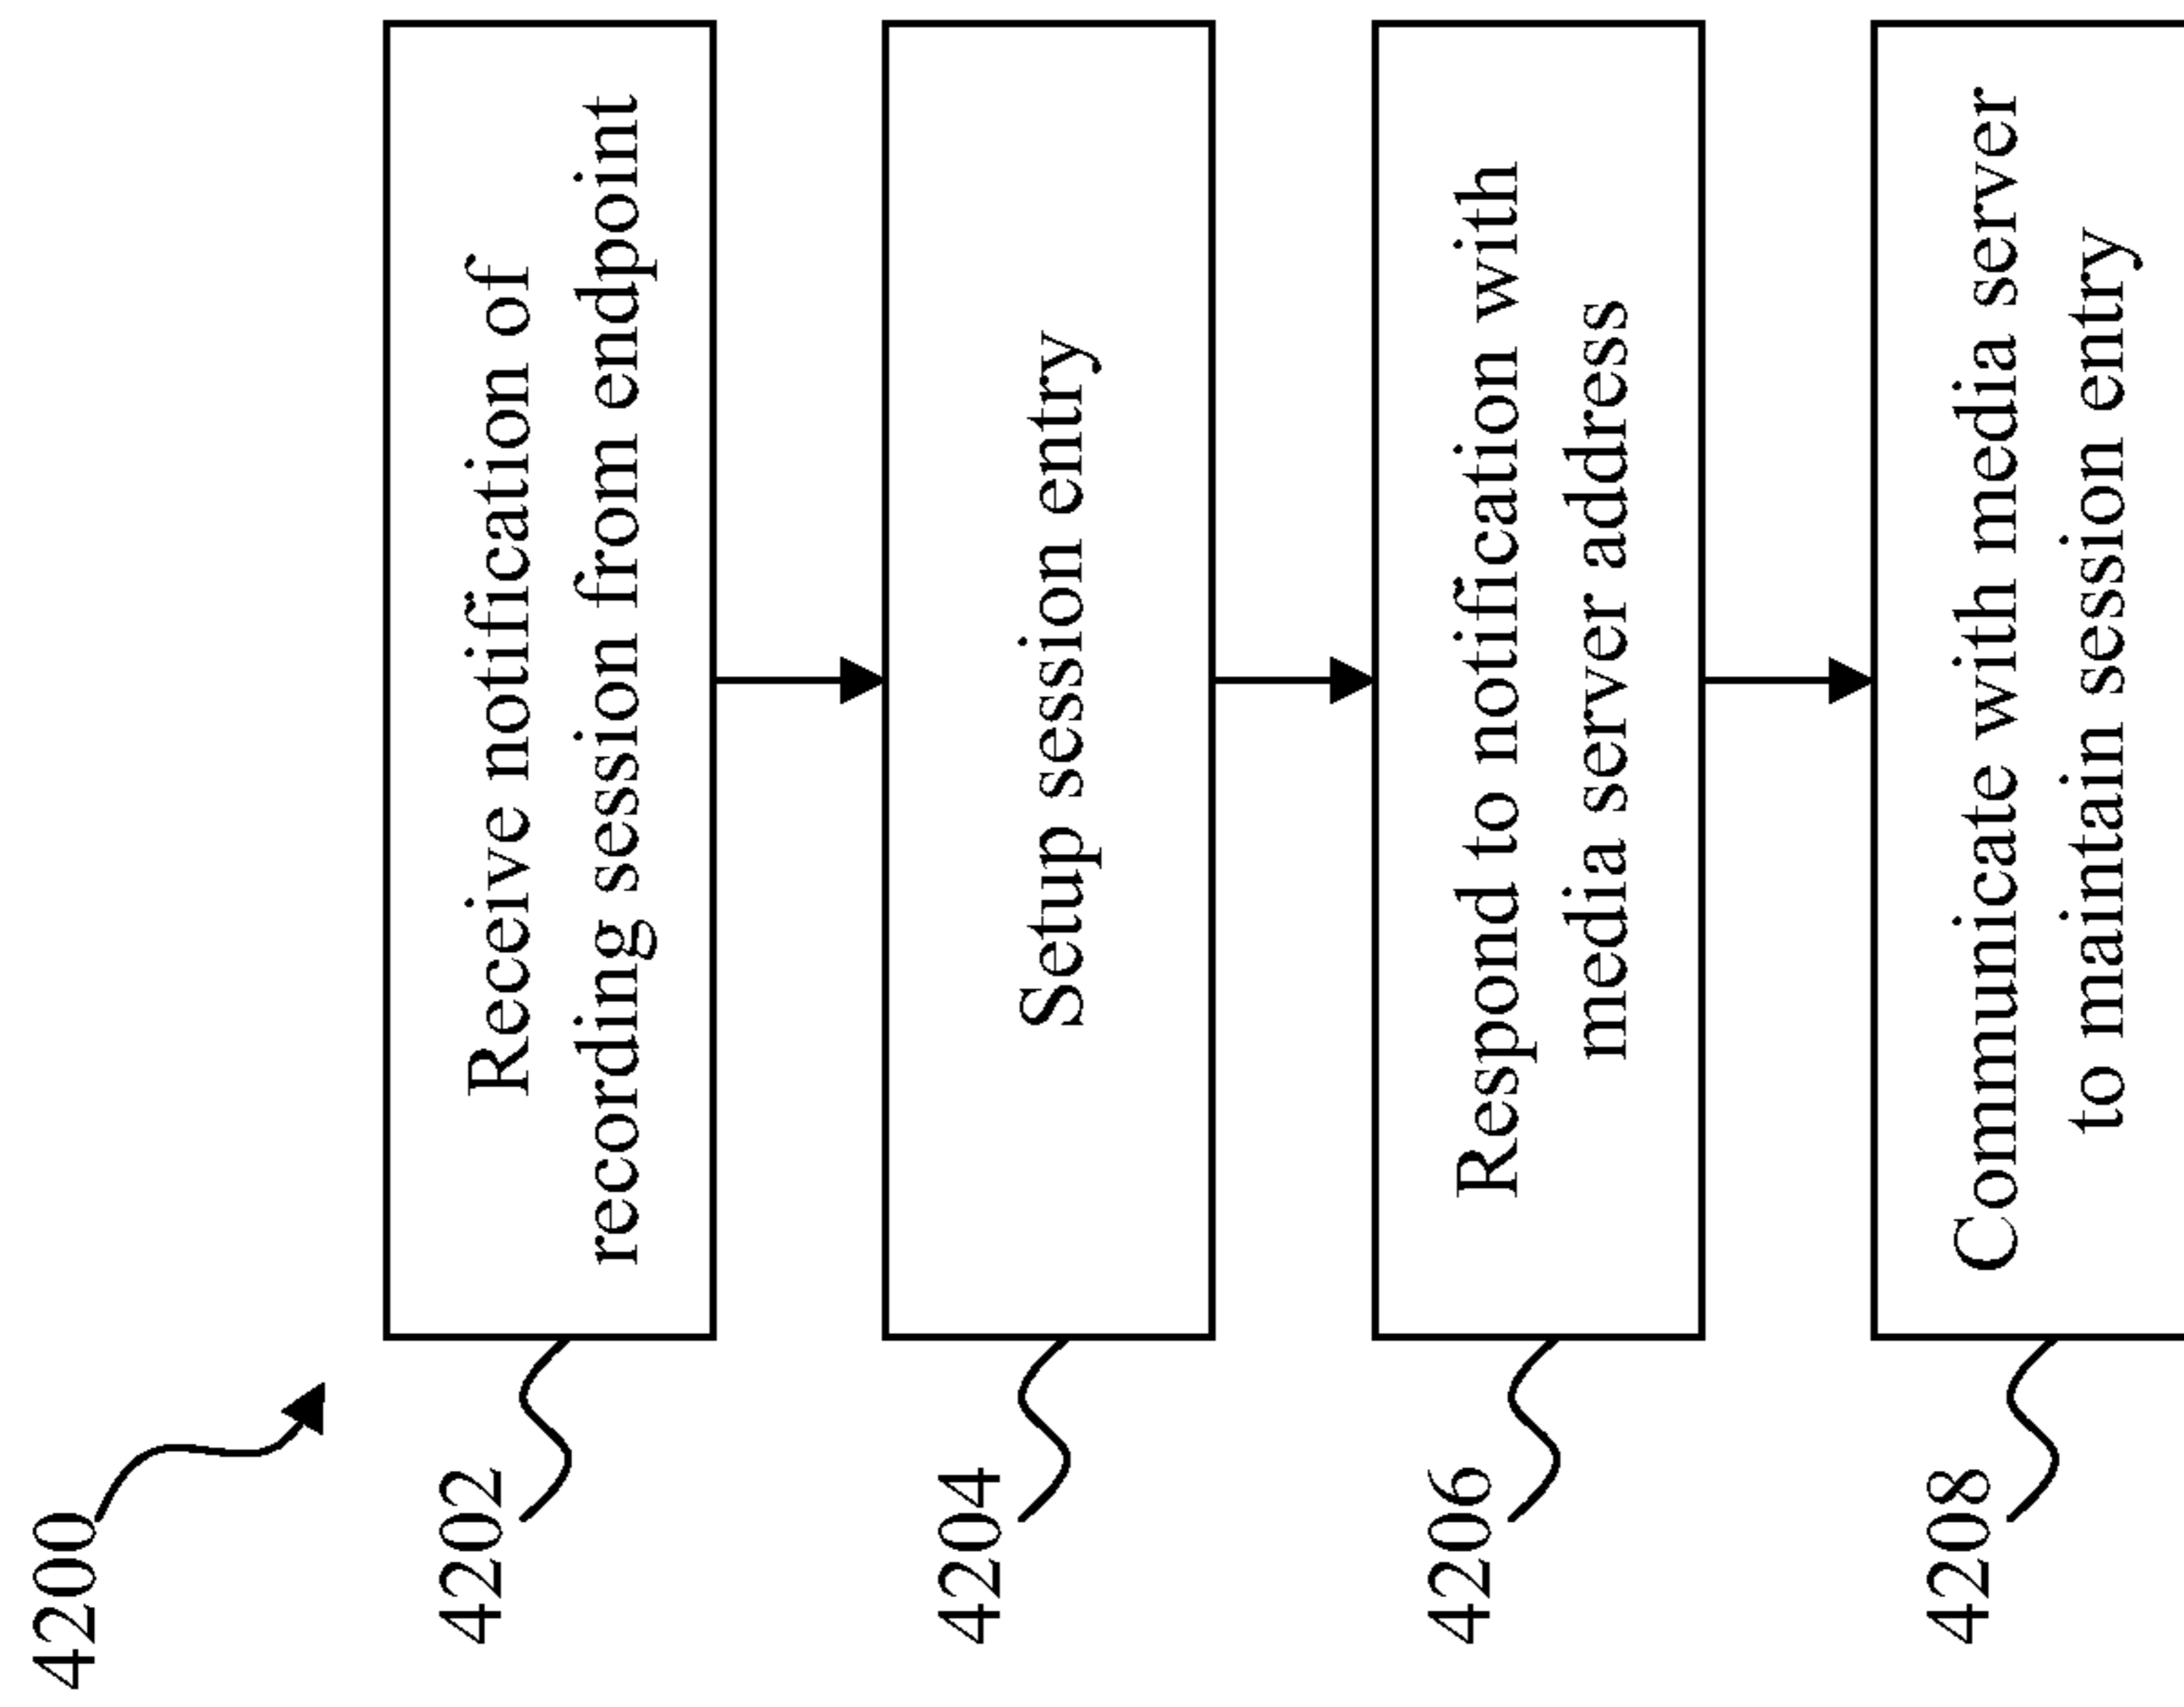 4200
4202
Receive notification of
recording session from endpoint
4204
Setup session entry
4206
Respond to notification with
media server address
4208
Communicate with media server
to maintain session entry